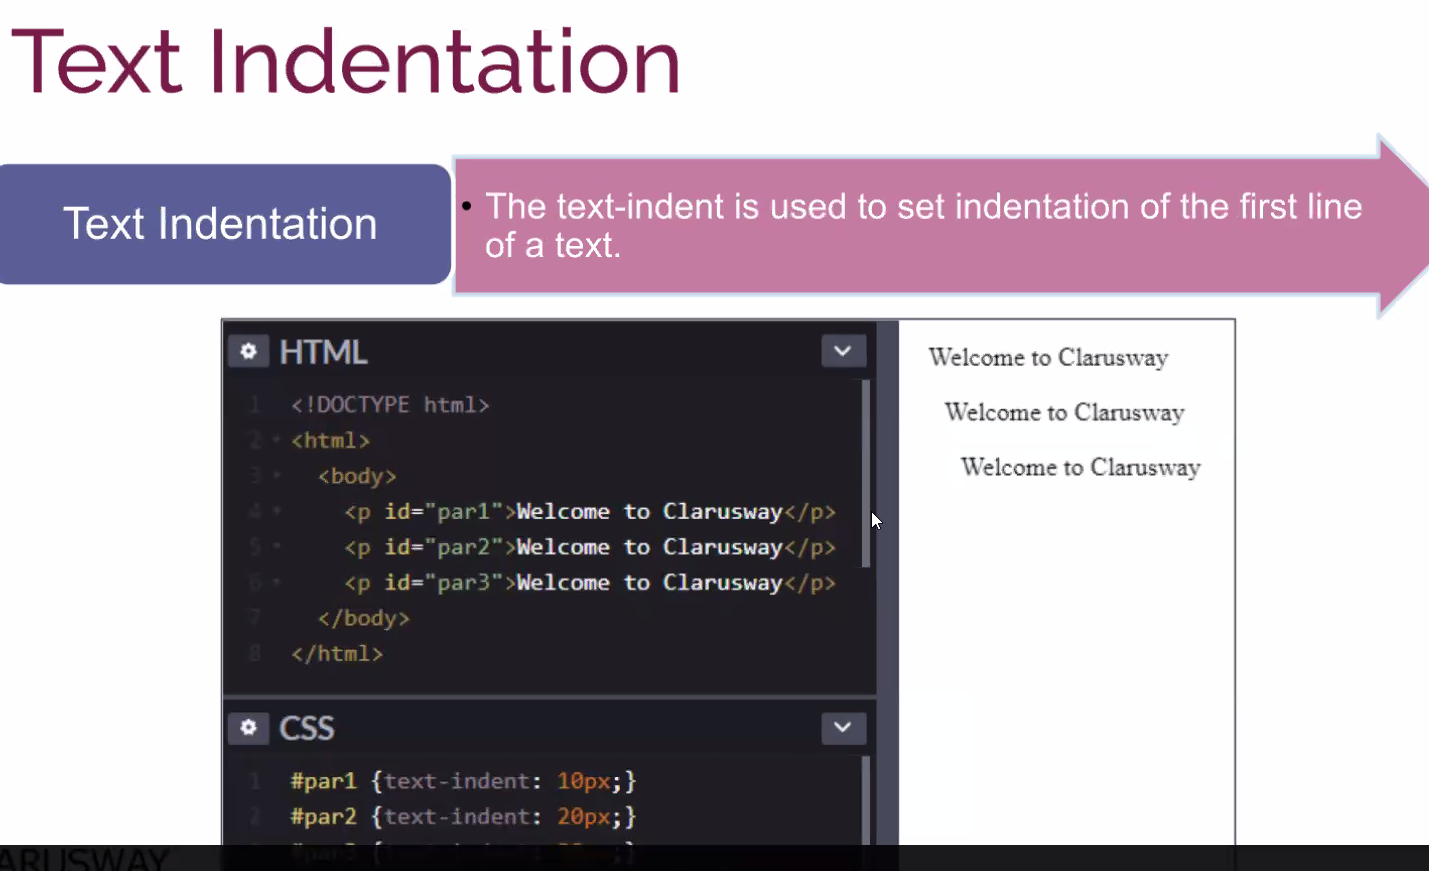 Text Indentation
Text Indentation
• The text-indent is used to set indentation of the first line
of a text.
HTML
1 <!DOCTYPE html>
2 <html>
3 <body>
4 <p id="par1">Welcome to Clarusway</p>
5 <p id="par2">Welcome to Clarusway</p>
6 <p id="par3">Welcome to Clarusway</p>
7 </body>
8 </html>
CSS
1 #par1 {text-indent: 10px;}
2 #par2 {text-indent: 20px;}
#par3 {
Welcome to Clarusway
Welcome to Clarusway
Welcome to Clarusway
ARUSWAY